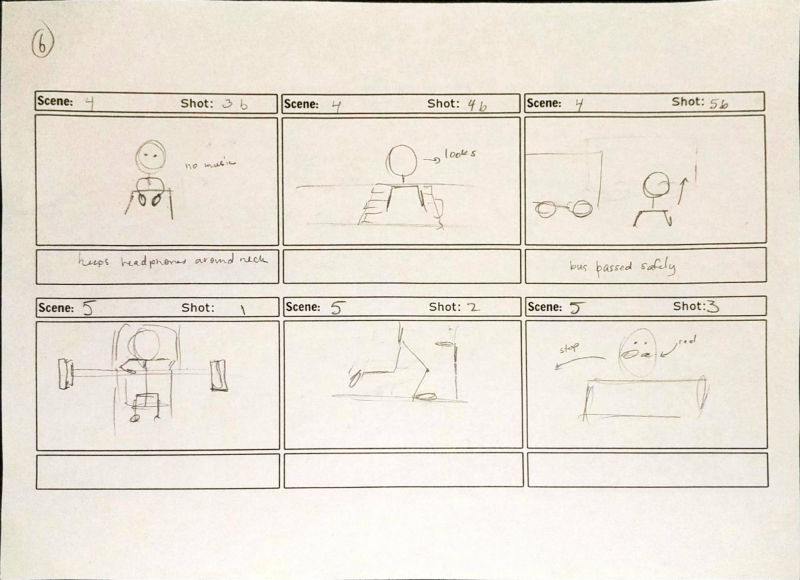 6
Scene: 4 Shot: 3b
Scene: 4 Shot: 4b
Scene: 4 Shot: 5b
no music
looks
keeps headphones around neck
bus passed safely
Scene: 5 Shot: 1
Scene: 5 Shot: 2
Scene: 5 Shot: 3
stop
red